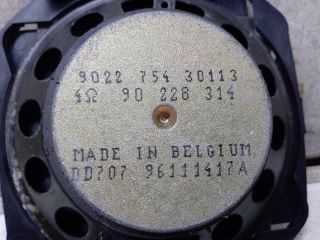 9022 754 30113
4Ω 90 228 314
MADE IN BELGIUM
DD707 96111417A